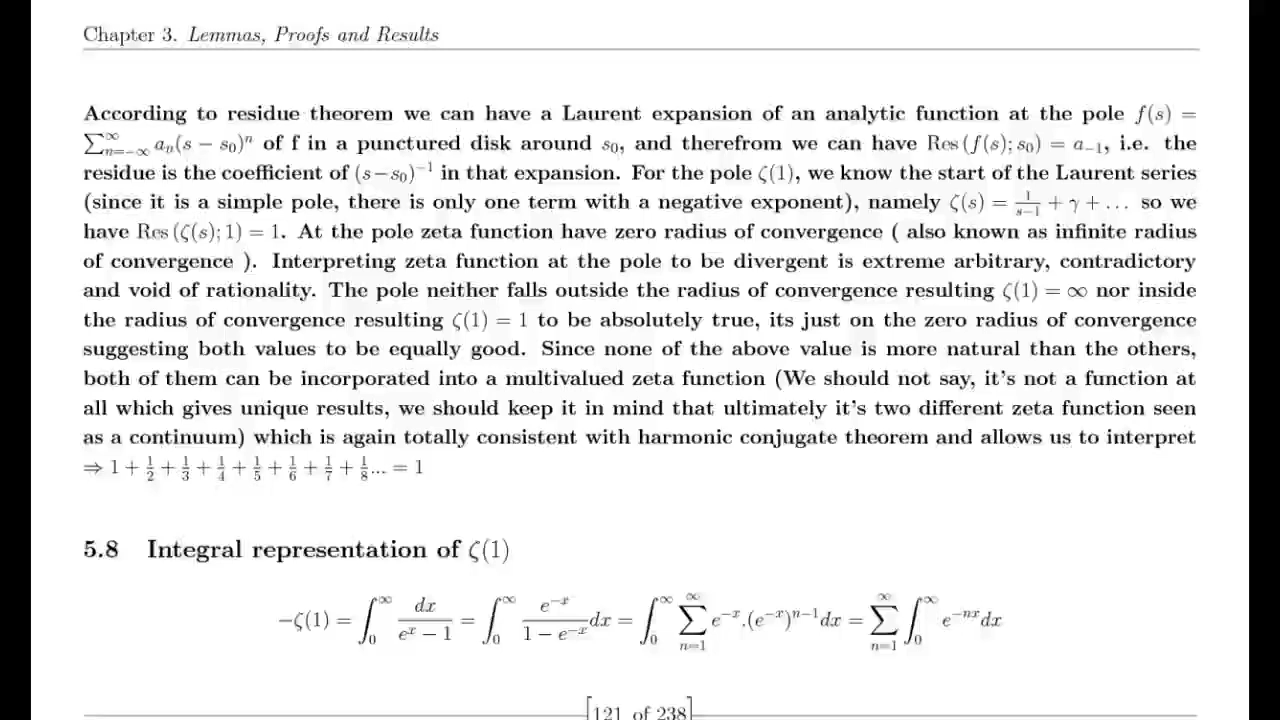 Chapter 3. Lemmas, Proofs and Results
According to residue theorem we can have a Laurent expansion of an analytic function at the pole f(s) =
∑_{n=−∞}^{∞} a_n(s − s_0)^n of f in a punctured disk around s_0, and therefrom we can have Res (f(s); s_0) = a_{−1}, i.e. the
residue is the coefficient of (s−s_0)^{−1} in that expansion. For the pole ζ(1), we know the start of the Laurent series
(since it is a simple pole, there is only one term with a negative exponent), namely ζ(s) = 1/(s−1) + γ + … so we
have Res (ζ(s); 1) = 1. At the pole zeta function have zero radius of convergence ( also known as infinite radius
of convergence ). Interpreting zeta function at the pole to be divergent is extreme arbitrary, contradictory
and void of rationality. The pole neither falls outside the radius of convergence resulting ζ(1) = ∞ nor inside
the radius of convergence resulting ζ(1) = 1 to be absolutely true, its just on the zero radius of convergence
suggesting both values to be equally good. Since none of the above value is more natural than the others,
both of them can be incorporated into a multivalued zeta function (We should not say, it's not a function at
all which gives unique results, we should keep it in mind that ultimately it's two different zeta function seen
as a continuum) which is again totally consistent with harmonic conjugate theorem and allows us to interpret
⇒ 1 + 1/2 + 1/3 + 1/4 + 1/5 + 1/6 + 1/7 + 1/8... = 1
5.8 Integral representation of ζ(1)
−ζ(1) = ∫_0^∞ dx/(e^x − 1) = ∫_0^∞ e^{−x}/(1 − e^{−x}) dx = ∫_0^∞ ∑_{n=1}^∞ e^{−x}.(e^{−x})^{n−1} dx = ∑_{n=1}^∞ ∫_0^∞ e^{−nx} dx
[121 of 238]